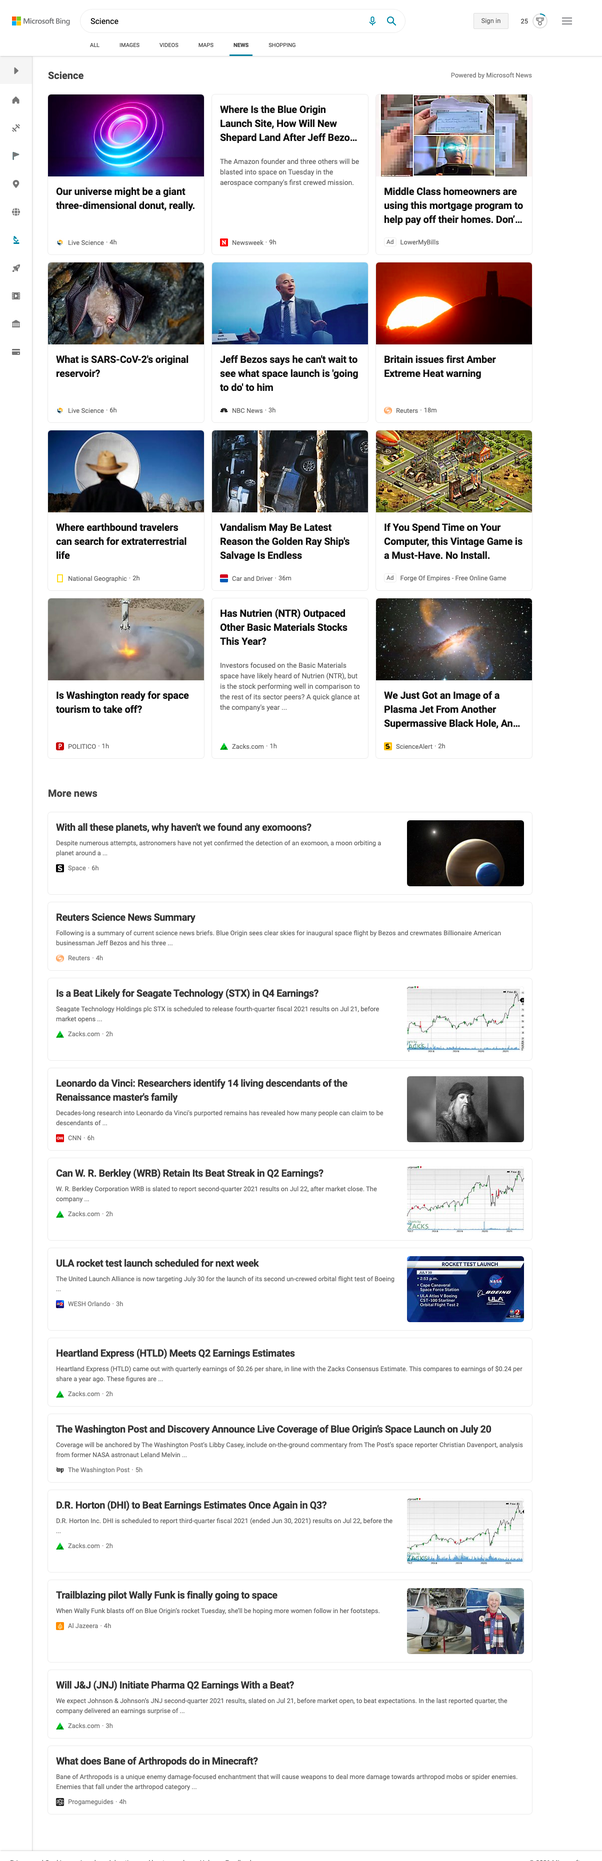 Microsoft Bing
Science
Sign in
25
ALL
IMAGES
VIDEOS
MAPS
NEWS
SHOPPING
Science
Powered by Microsoft News
Our universe might be a giant
three-dimensional donut, really.
Live Science · 4h
Where Is the Blue Origin
Launch Site, How Will New
Shepard Land After Jeff Bezo...
The Amazon founder and three others will be
blasted into space on Tuesday in the
aerospace company's first crewed mission.
Newsweek · 9h
Middle Class homeowners are
using this mortgage program to
help pay off their homes. Don'...
Ad LowerMyBills
What is SARS-CoV-2's original
reservoir?
Live Science · 6h
Jeff Bezos says he can't wait to
see what space launch is 'going
to do' to him
NBC News · 3h
Britain issues first Amber
Extreme Heat warning
Reuters · 18m
Where earthbound travelers
can search for extraterrestrial
life
National Geographic · 2h
Vandalism May Be Latest
Reason the Golden Ray Ship's
Salvage Is Endless
Car and Driver · 36m
If You Spend Time on Your
Computer, this Vintage Game is
a Must-Have. No Install.
Ad Forge Of Empires - Free Online Game
Is Washington ready for space
tourism to take off?
POLITICO · 1h
Has Nutrien (NTR) Outpaced
Other Basic Materials Stocks
This Year?
Investors focused on the Basic Materials
space have likely heard of Nutrien (NTR), but
is the stock performing well in comparison to
the rest of its sector peers? A quick glance at
the company's year ...
Zacks.com · 1h
We Just Got an Image of a
Plasma Jet From Another
Supermassive Black Hole, An...
ScienceAlert · 2h
More news
With all these planets, why haven't we found any exomoons?
Despite numerous attempts, astronomers have not yet confirmed the detection of an exomoon, a moon orbiting a
planet around a ...
Space · 6h
Reuters Science News Summary
Following is a summary of current science news briefs. Blue Origin sees clear skies for inaugural space flight by Bezos and crewmates Billionaire American
businessman Jeff Bezos and his three ...
Reuters · 4h
Is a Beat Likely for Seagate Technology (STX) in Q4 Earnings?
Seagate Technology Holdings plc STX is scheduled to release fourth-quarter fiscal 2021 results on Jul 21, before
market opens ...
Zacks.com · 2h
Leonardo da Vinci: Researchers identify 14 living descendants of the
Renaissance master's family
Decades-long research into Leonardo da Vinci's purported remains has revealed how many people can claim to be
descendants of ...
CNN · 6h
Can W. R. Berkley (WRB) Retain Its Beat Streak in Q2 Earnings?
W. R. Berkley Corporation WRB is slated to report second-quarter 2021 results on Jul 22, after market close. The
company ...
Zacks.com · 2h
ZACKS
ULA rocket test launch scheduled for next week
The United Launch Alliance is now targeting July 30 for the launch of its second un-crewed orbital flight test of Boeing
...
WESH Orlando · 3h
ROCKET TEST LAUNCH
JULY 30
• 2:53 p.m.
• Cape Canaveral
Space Force Station
• ULA Atlas V Boeing
CST-100 Starliner
Orbital Flight Test 2
NASA
BOEING
ULA
Heartland Express (HTLD) Meets Q2 Earnings Estimates
Heartland Express (HTLD) came out with quarterly earnings of $0.26 per share, in line with the Zacks Consensus Estimate. This compares to earnings of $0.24 per
share a year ago. These figures are ...
Zacks.com · 2h
The Washington Post and Discovery Announce Live Coverage of Blue Origin's Space Launch on July 20
Coverage will be anchored by The Washington Post's Libby Casey, include on-the-ground commentary from The Post's space reporter Christian Davenport, analysis
from former NASA astronaut Leland Melvin ...
The Washington Post · 5h
D.R. Horton (DHI) to Beat Earnings Estimates Once Again in Q3?
D.R. Horton Inc. DHI is scheduled to report third-quarter fiscal 2021 (ended Jun 30, 2021) results on Jul 22, before the
...
Zacks.com · 2h
ZACKS
Trailblazing pilot Wally Funk is finally going to space
When Wally Funk blasts off on Blue Origin's rocket Tuesday, she'll be hoping more women follow in her footsteps.
Al Jazeera · 4h
Will J&J (JNJ) Initiate Pharma Q2 Earnings With a Beat?
We expect Johnson & Johnson's JNJ second-quarter 2021 results, slated on Jul 21, before market open, to beat expectations. In the last reported quarter, the
company delivered an earnings surprise of ...
Zacks.com · 3h
What does Bane of Arthropods do in Minecraft?
Bane of Arthropods is a unique enemy damage-focused enchantment that will cause weapons to deal more damage towards arthropod mobs or spider enemies.
Enemies that fall under the arthropod category ...
Progameguides · 4h